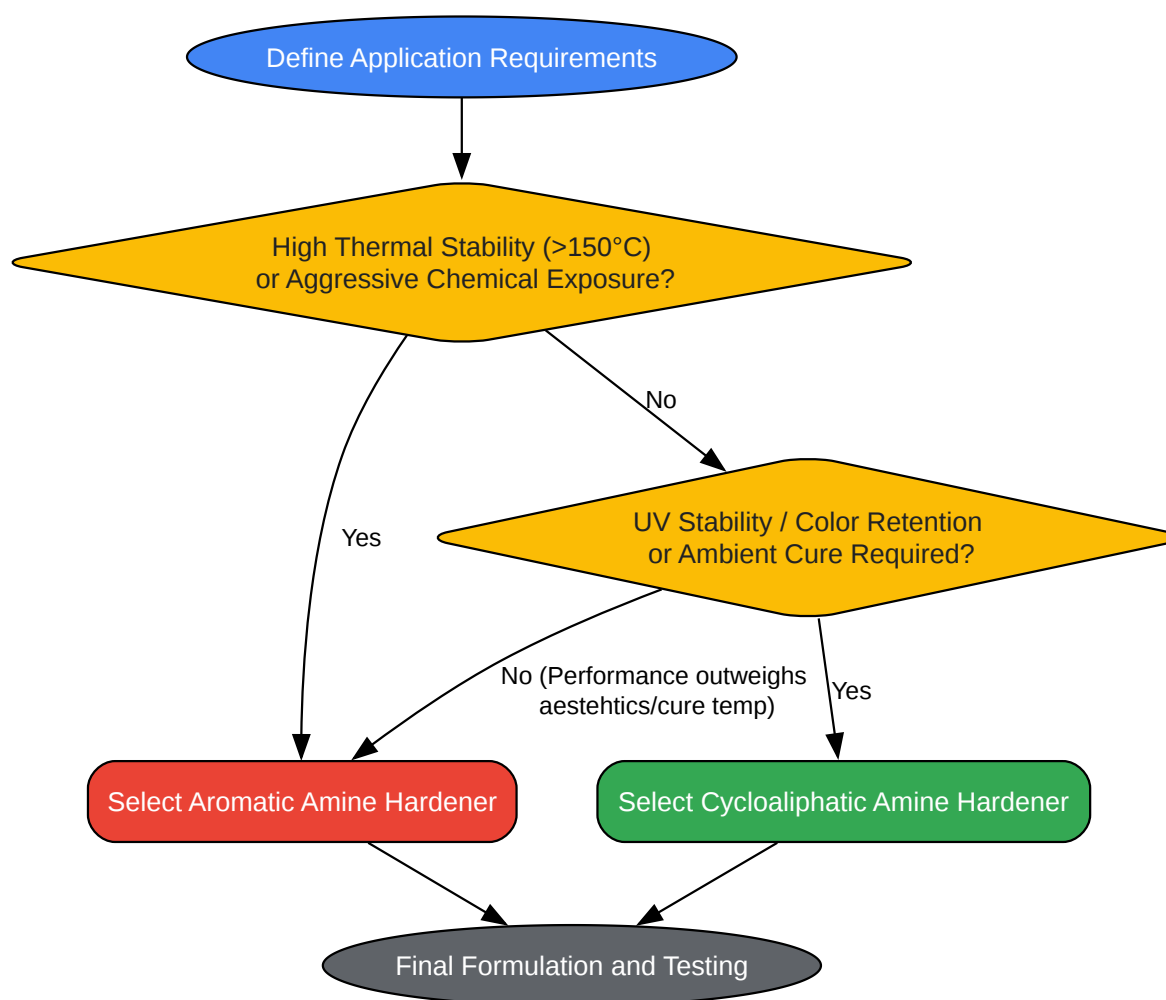 Define Application Requirements
High Thermal Stability (>150°C)
or Aggressive Chemical Exposure?
No
UV Stability / Color Retention
or Ambient Cure Required?
Yes
No (Performance outweighs
aestehtics/cure temp)
Yes
Select Aromatic Amine Hardener
Select Cycloaliphatic Amine Hardener
Final Formulation and Testing